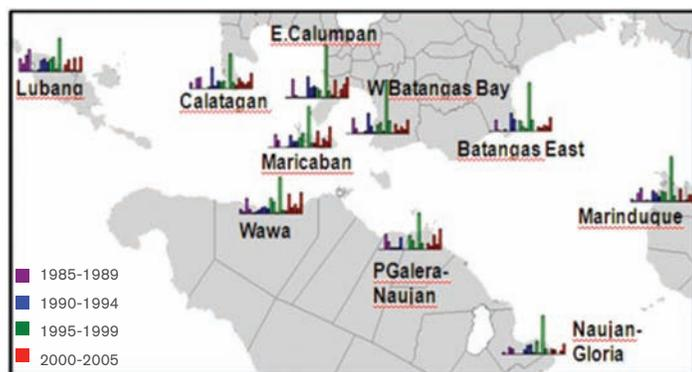 E.Calumpan
Lubang
Calatagan
W Batangas Bay
Batangas East
Maricaban
Marinduque
Wawa
PGalera-
Naujan
1985-1989
1990-1994
1995-1999
2000-2005
Naujan-
Gloria